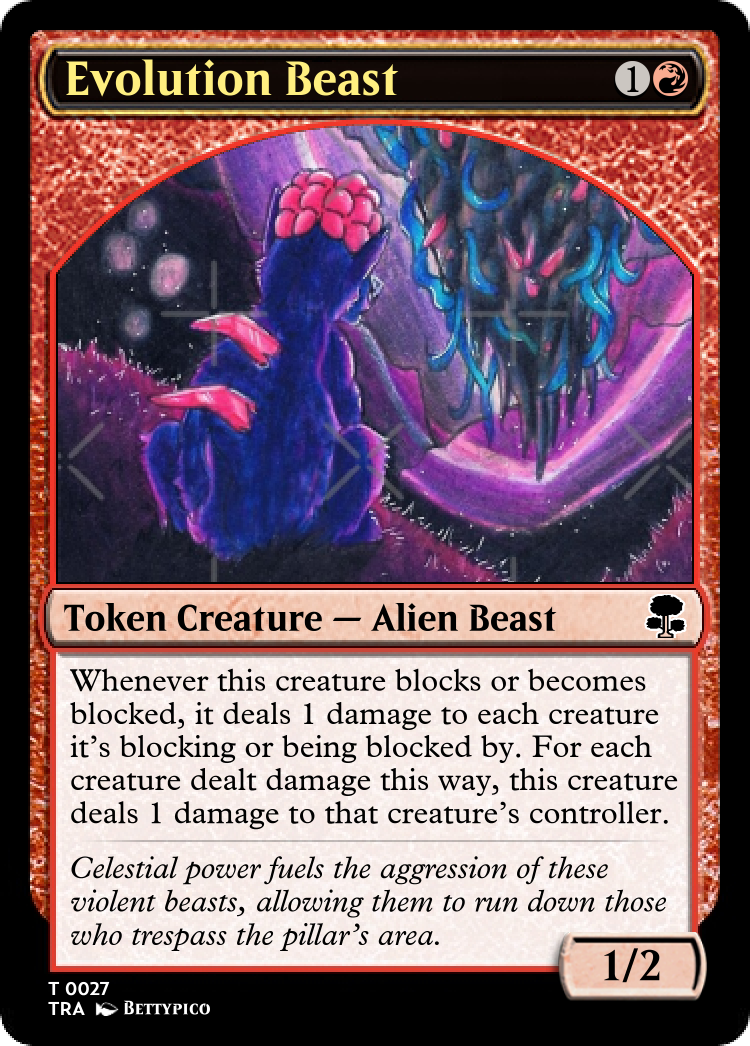 Evolution Beast 1
Token Creature — Alien Beast
Whenever this creature blocks or becomes
blocked, it deals 1 damage to each creature
it's blocking or being blocked by. For each
creature dealt damage this way, this creature
deals 1 damage to that creature's controller.
Celestial power fuels the aggression of these
violent beasts, allowing them to run down those
who trespass the pillar's area.
1/2
T 0027
TRA BETTYPICO